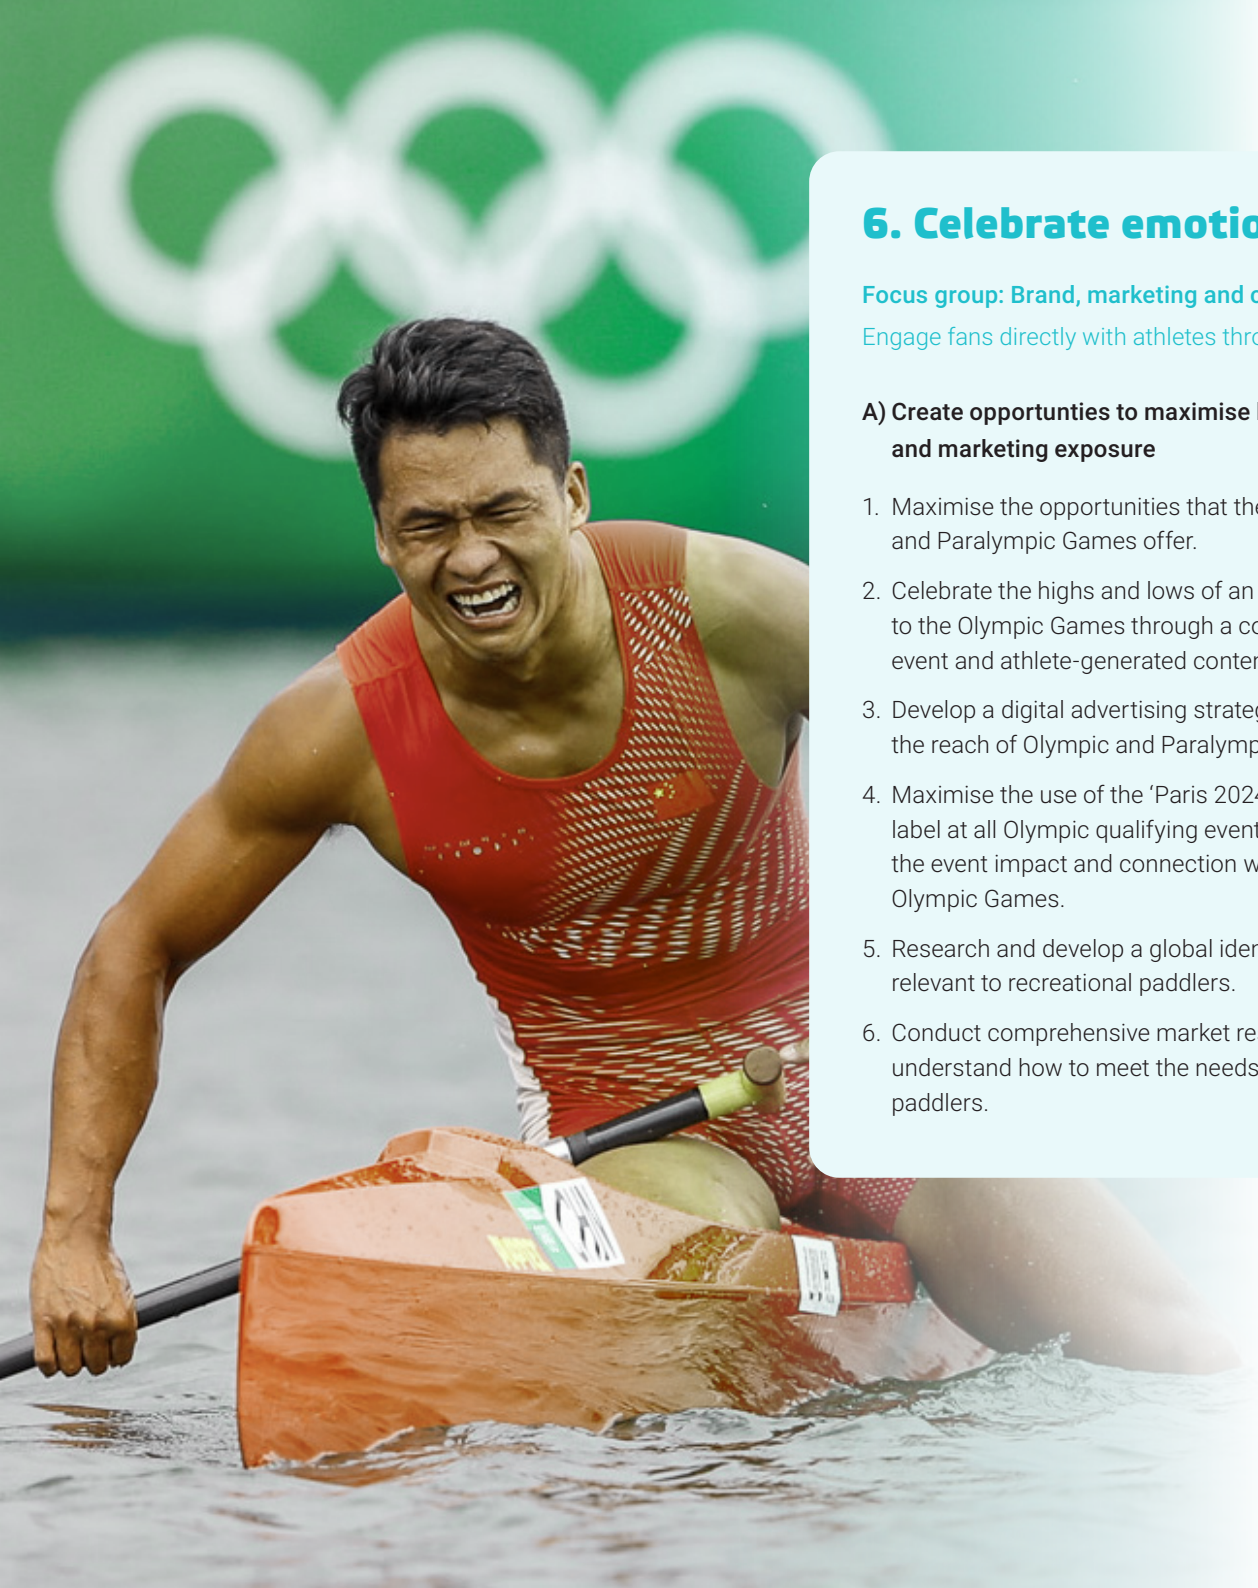 6. Celebrate
Focus group: Brand, marketing and
Engage fans directly with athletes
A) Create opportunties to maximise
and marketing exposure
1. Maximise the opportunities that
and Paralympic Games offer.
2. Celebrate the highs and lows of an
to the Olympic Games through a
event and athlete-generated
3. Develop a digital advertising
the reach of Olympic and
4. Maximise the use of the ‘Paris
label at all Olympic qualifying
the event impact and connection
Olympic Games.
5. Research and develop a global
relevant to recreational paddlers.
6. Conduct comprehensive market
understand how to meet the needs
paddlers.